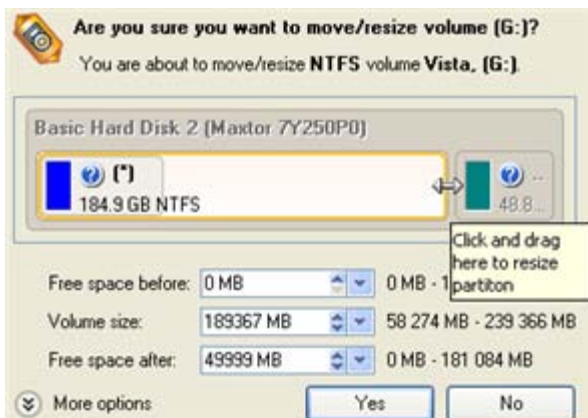 Are you sure you want to move/resize volume (G:)?
You are about to move/resize NTFS volume Vista, (G:).
Basic Hard Disk 2 (Maxtor 7Y250P0)
(*)
184.9 GB NTFS
...
48.8...
Click and drag
here to resize
partiton
Free space before: 0 MB 0 MB - 1
Volume size: 189367 MB 58 274 MB - 239 366 MB
Free space after: 49999 MB 0 MB - 181 084 MB
More options Yes No